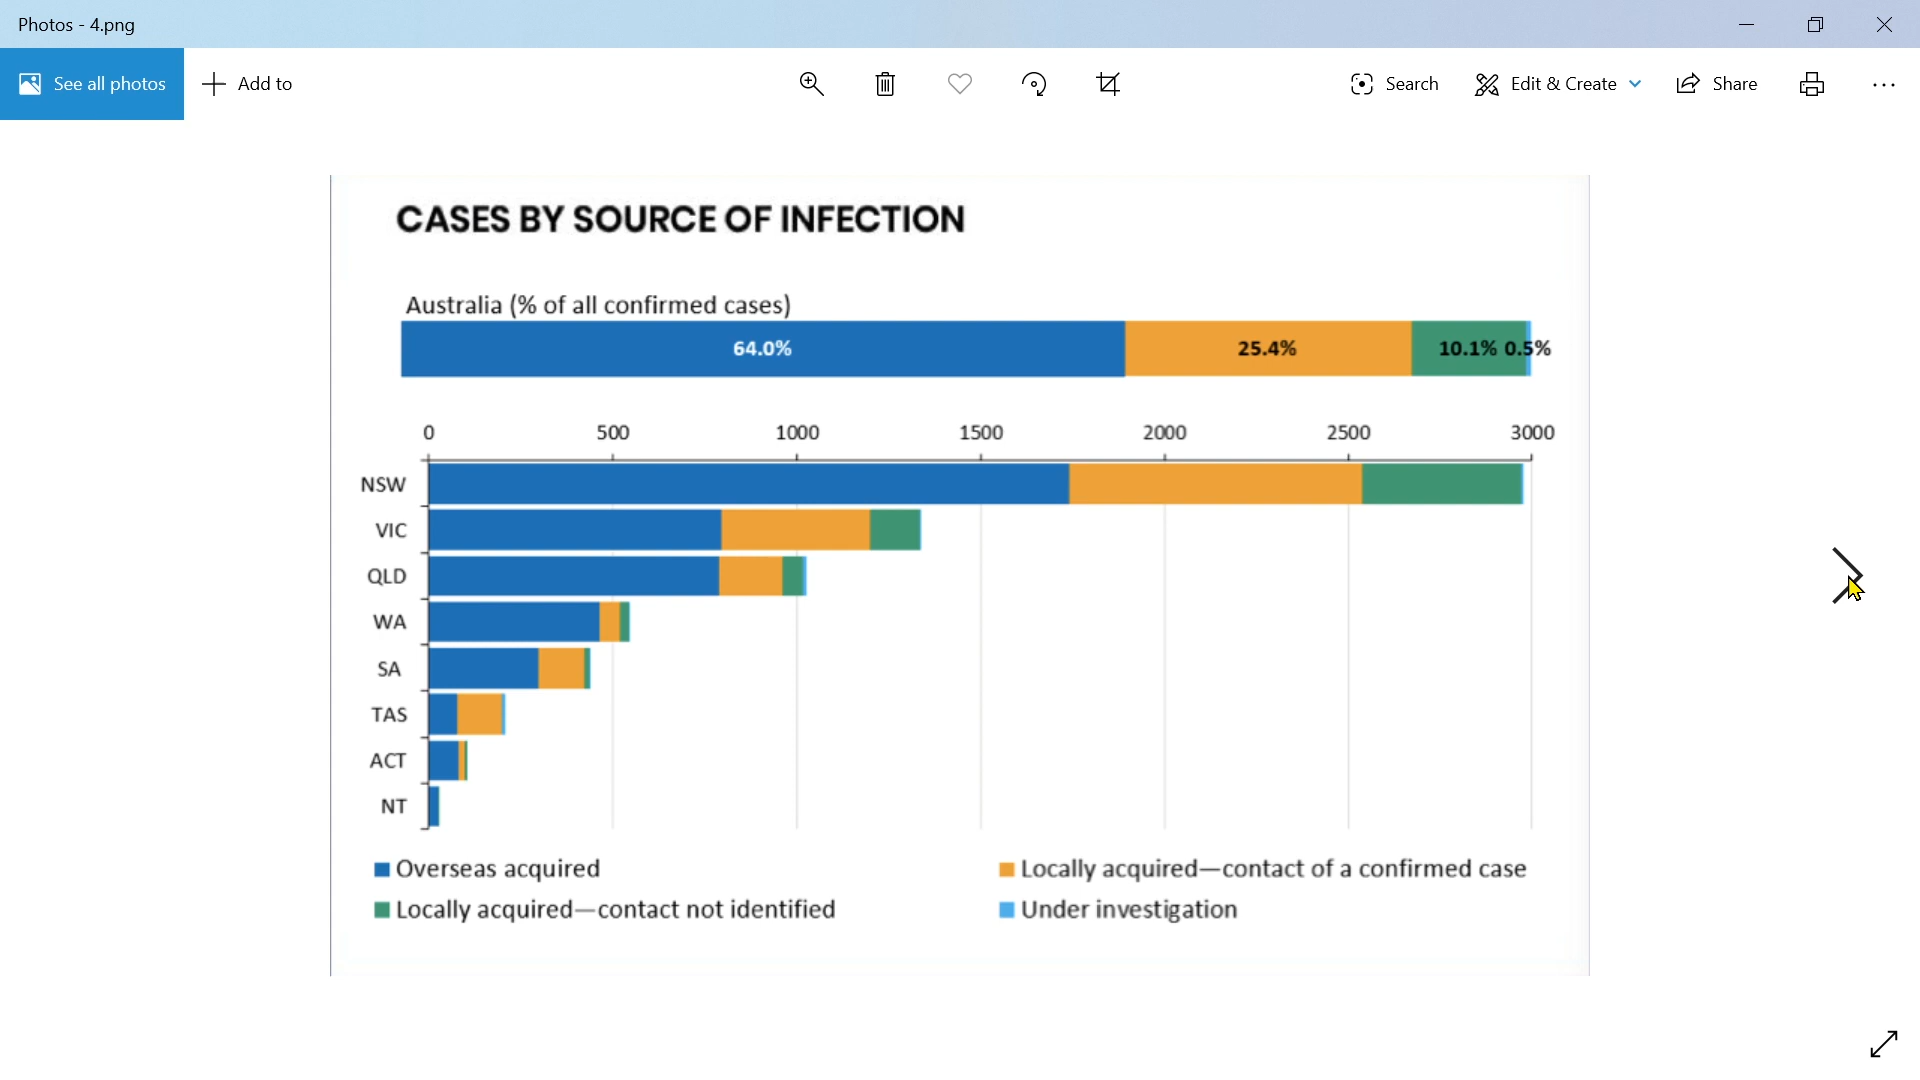 Photos - 4.png
See all photos
Add to
Search
Edit & Create
Share
CASES BY SOURCE OF INFECTION
Australia (% of all confirmed cases)
64.0% 25.4% 10.1% 0.5%
0 500 1000 1500 2000 2500 3000
NSW
VIC
QLD
WA
SA
TAS
ACT
NT
Overseas acquired
Locally acquired—contact of a confirmed case
Locally acquired—contact not identified
Under investigation